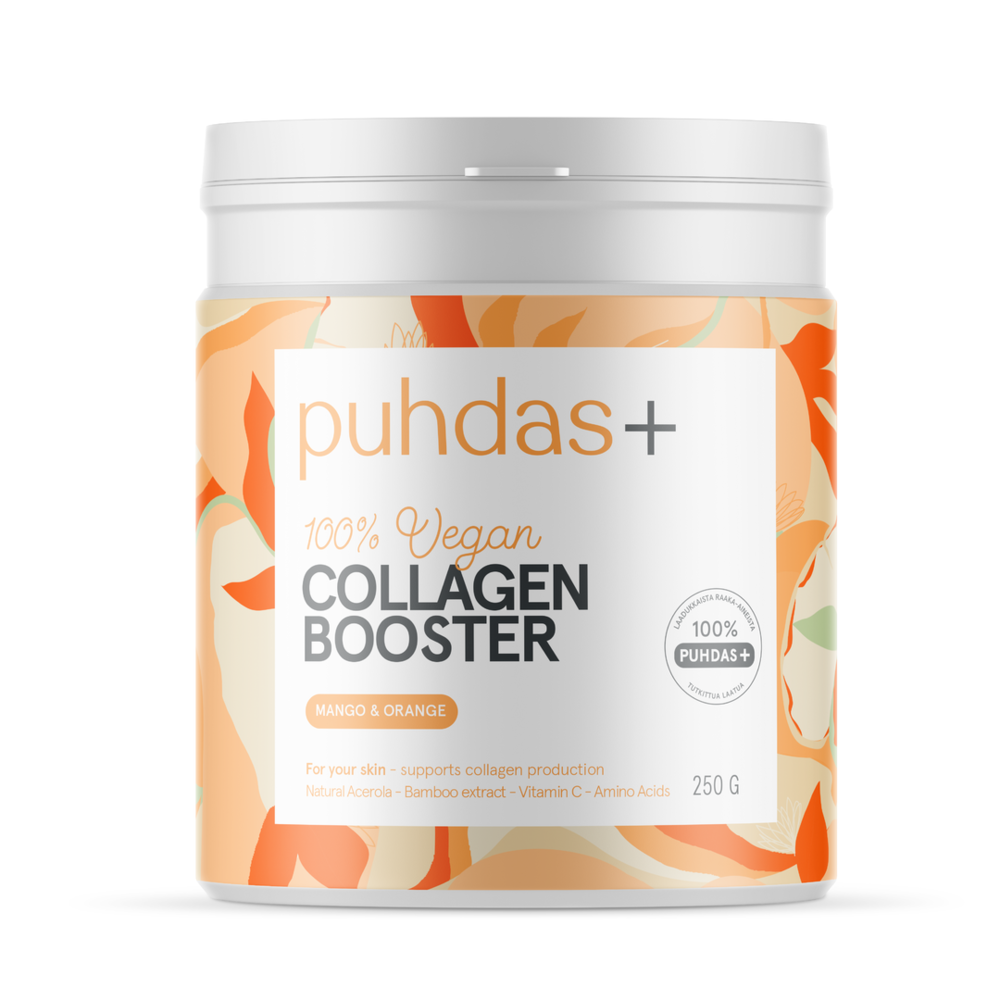 puhdas+
100% Vegan
COLLAGEN
BOOSTER
LAADUKKAISTA RAAKA-AINEISTA
100%
PUHDAS+
TUTKITTUA LAATUA
MANGO & ORANGE
For your skin - supports collagen production
Natural Acerola - Bamboo extract - Vitamin C - Amino Acids
250 G